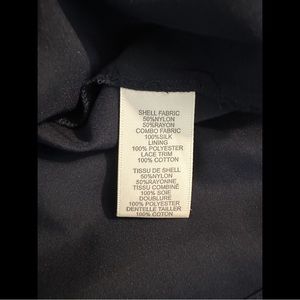 SHELL FABRIC
50%NYLON
50%RAYON
COMBO FABRIC
100%SILK
LINING
100% POLYESTER
LACE TRIM
100% COTTON
TISSU DE SHELL
50%NYLON
50%RAYONNE
TISSU COMBINÉ
100% SOIE
DOUBLURE
100% POLYESTER
DENTELLE TAILLER
100% COTON